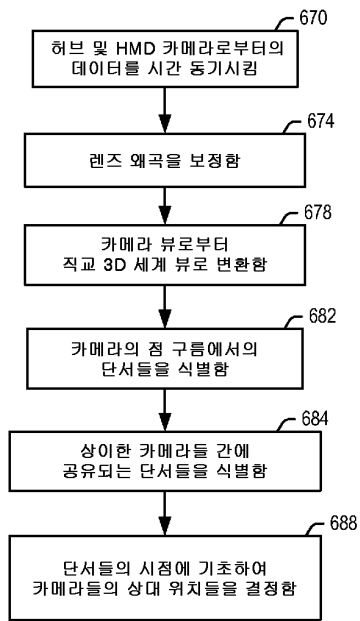 670
허브 및 HMD 카메라로부터의
데이터를 시간 동기시킴
674
렌즈 왜곡을 보정함
678
카메라 뷰로부터
직교 3D 세계 뷰로 변환함
682
카메라의 점 구름에서의
단서들을 식별함
684
상이한 카메라들 간에
공유되는 단서들을 식별함
688
단서들의 시점에 기초하여
카메라들의 상대 위치들을 결정함